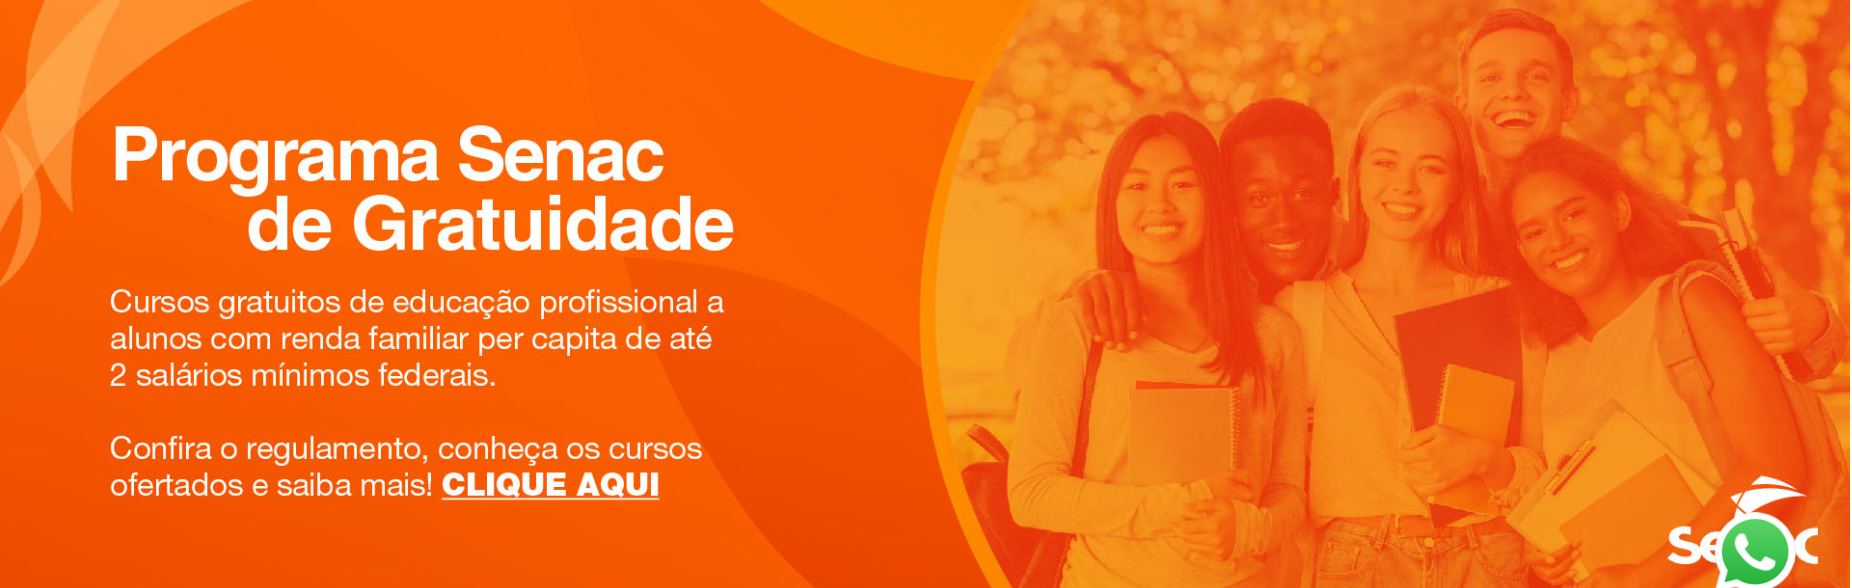 Programa Senac
de Gratuidade
Cursos gratuitos de educação profissional a
alunos com renda familiar per capita de até
2 salários mínimos federais.
Confira o regulamento, conheça os cursos
ofertados e saiba mais! CLIQUE AQUI